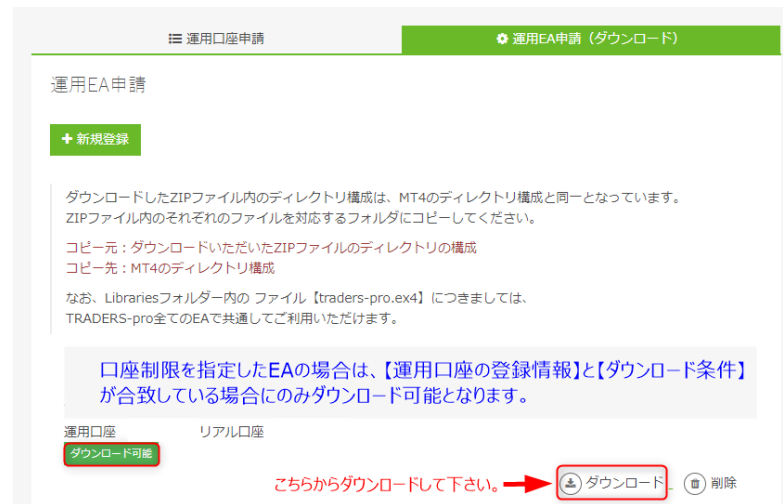 運用口座申請
運用EA申請（ダウンロード）
運用EA申請
+ 新規登録
ダウンロードしたZIPファイル内のディレクトリ構成は、MT4のディレクトリ構成と同一となっています。
ZIPファイル内のそれぞれのファイルを対応するフォルダにコピーしてください。
コピー元：ダウンロードいただいたZIPファイルのディレクトリの構成
コピー先：MT4のディレクトリ構成
なお、Librariesフォルダー内の ファイル【traders-pro.ex4】につきましては、
TRADERS-pro全てのEAで共通してご利用いただけます。
口座制限を指定したEAの場合は、【運用口座の登録情報】と【ダウンロード条件】
が合致している場合にのみダウンロード可能となります。
運用口座 リアル口座
ダウンロード可能
こちらからダウンロードして下さい。 ダウンロード 削除